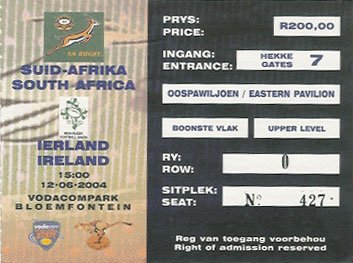 SA RUGBY
SUID-AFRIKA
SOUTH AFRICA
IERLAND
IRELAND
15:00
12-06-2004
VODACOMPARK
BLOEMFONTEIN
vodacom
PRYS:
PRICE:
R200,00
INGANG:
ENTRANCE:
HEKKE
GATES
7
OOSPAWILJOEN / EASTERN PAVILION
BOONSTE VLAK
UPPER LEVEL
RY:
ROW:
0
SITPLEK:
SEAT:
No 427
Reg van toegang voorbehou
Right of admission reserved